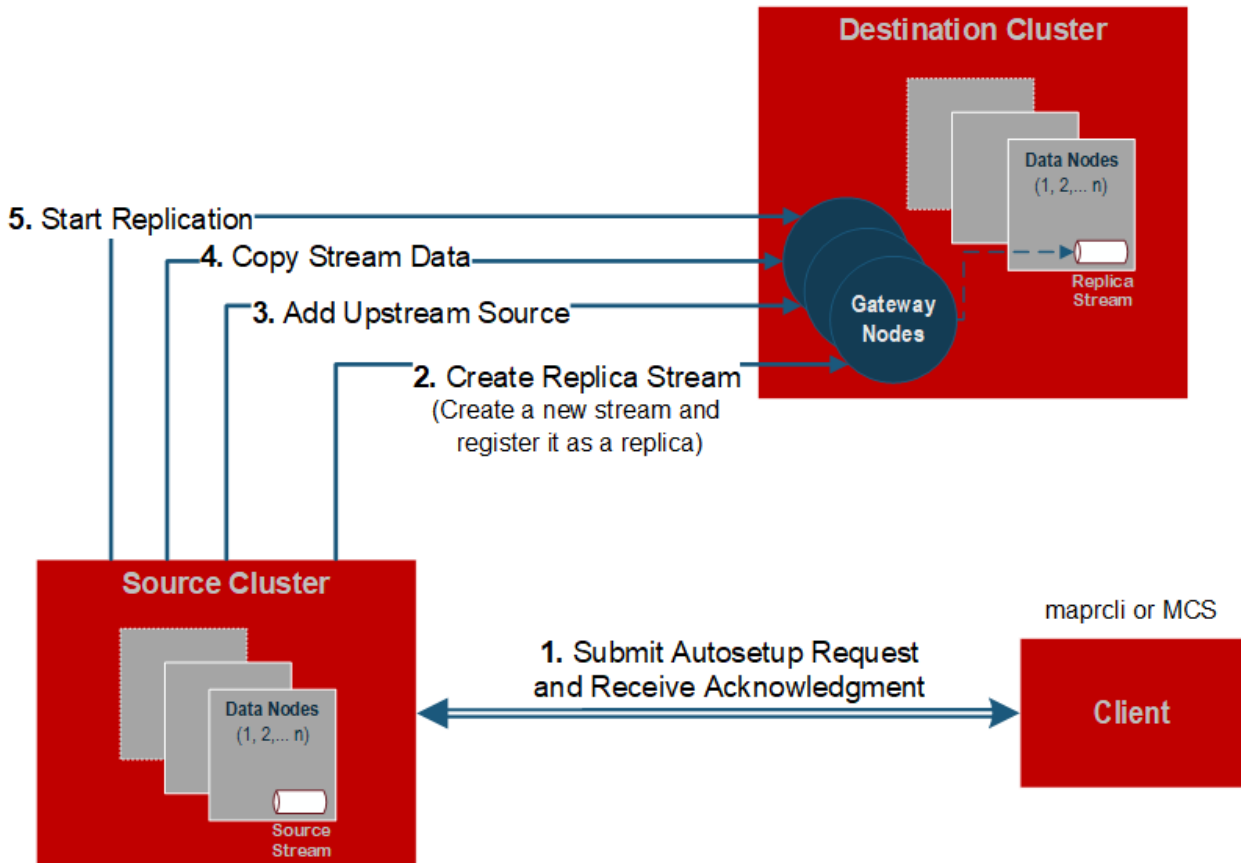 Destination Cluster
Data Nodes
(1, 2,... n)
Replica
Stream
Gateway
Nodes
5. Start Replication
4. Copy Stream Data
3. Add Upstream Source
2. Create Replica Stream
(Create a new stream and
register it as a replica)
Source Cluster
Data Nodes
(1, 2,... n)
Source
Stream
1. Submit Autosetup Request
and Receive Acknowledgment
maprcli or MCS
Client